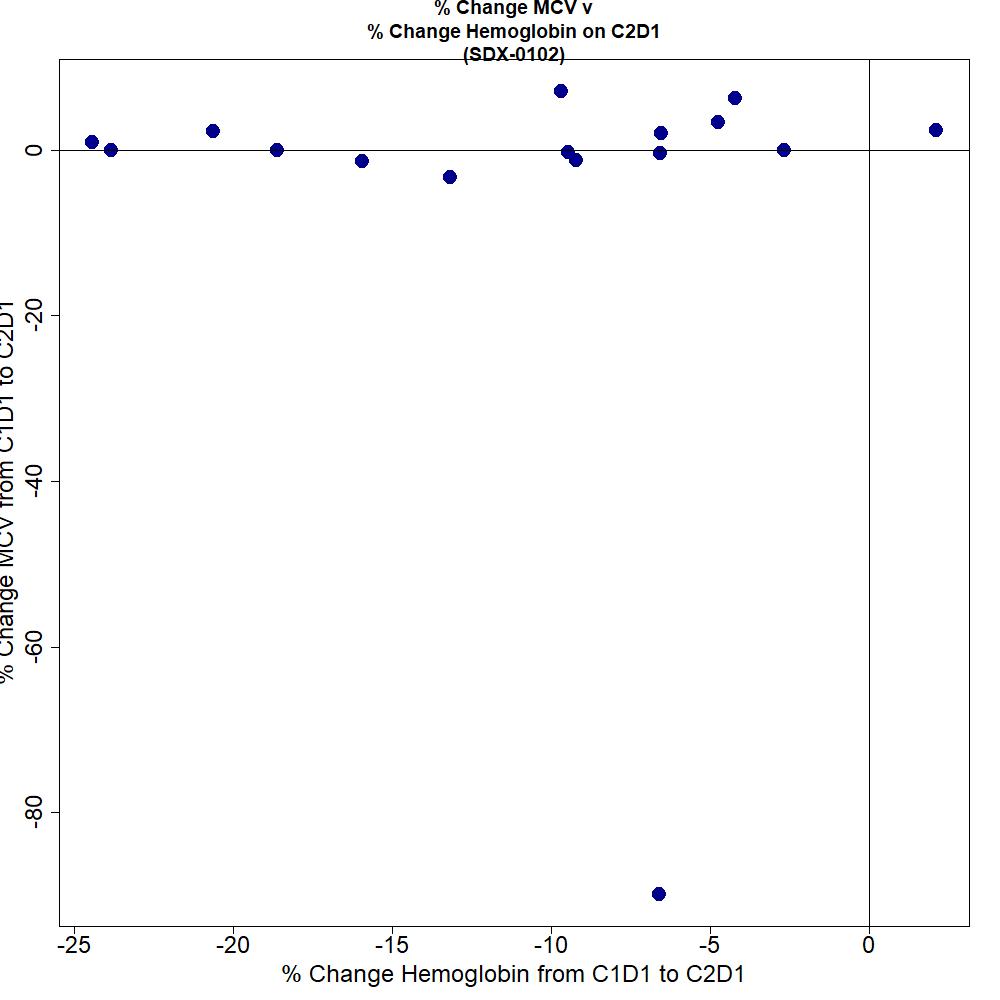 % Change MCV v
% Change Hemoglobin on C2D1
(SDX-0102)
% Change MCV from C1D1 to C2D1
0
-20
-40
-60
-80
-25
-20
-15
-10
-5
0
% Change Hemoglobin from C1D1 to C2D1